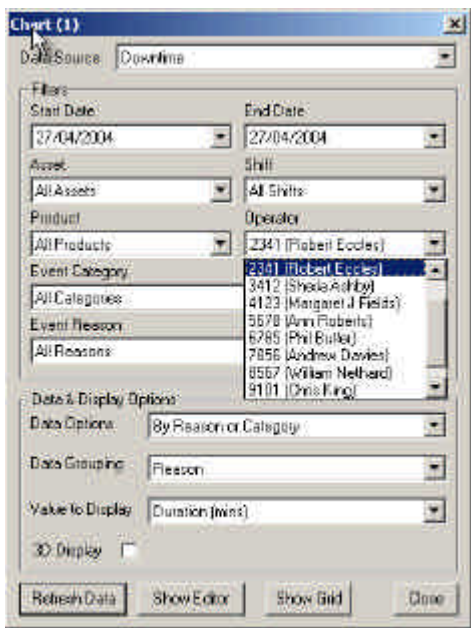 Chart (1)
Data Source Downtime
Filters
Start Date End Date
27/04/2004 27/04/2004
Asset Shift
All Assets All Shifts
Product Operator
All Products 2341 (Robert Eccles)
Event Category 2341 (Robert Eccles)
All Categories 3412 (Sheila Ashby)
4123 (Margaret J Fields)
Event Reason 5678 (Ann Roberts)
All Reasons 6785 (Phil Butler)
7856 (Andrew Davies)
8567 (William Nethard)
9101 (Chris King)
Data & Display Options
Data Options By Reason or Category
Data Grouping Reason
Value to Display Duration (mins)
3D Display
Refresh Data Show Editor Show Grid Close